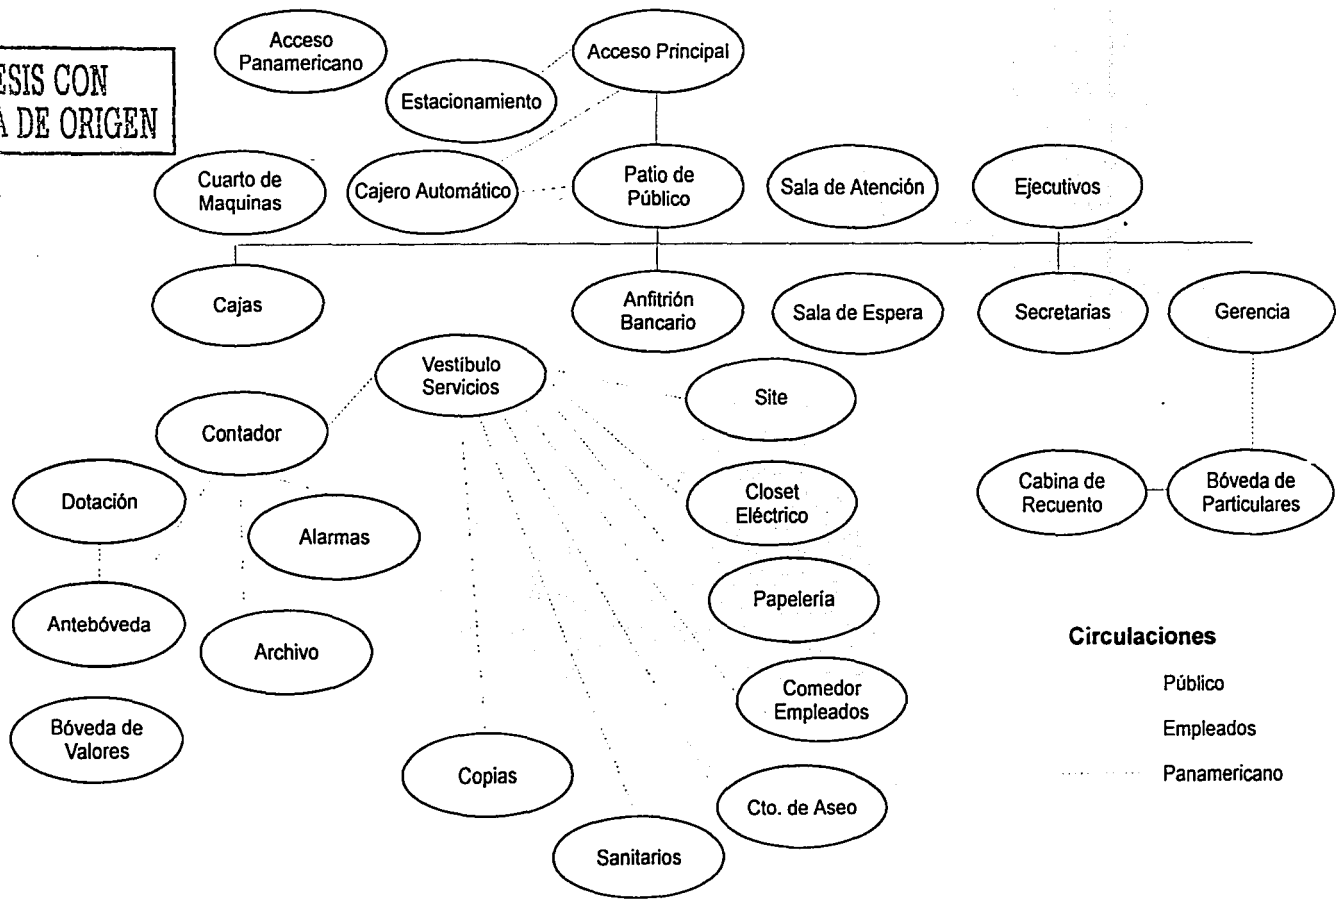 Acceso
Panamericano
Acceso Principal
ESIS CON
A DE ORIGEN
Estacionamiento
Cuarto de
Maquinas
Cajero Automático
Patio de
Público
Sala de Atención
Ejecutivos
Cajas
Anfitrión
Bancario
Sala de Espera
Secretarias
Gerencia
Vestíbulo
Servicios
Site
Contador
Dotación
Closet
Eléctrico
Cabina de
Recuento
Bóveda de
Particulares
Alarmas
Papelería
Antebóveda
Archivo
Circulaciones
Público
Empleados
Panamericano
Comedor
Empleados
Bóveda de
Valores
Copias
Cto. de Aseo
Sanitarios